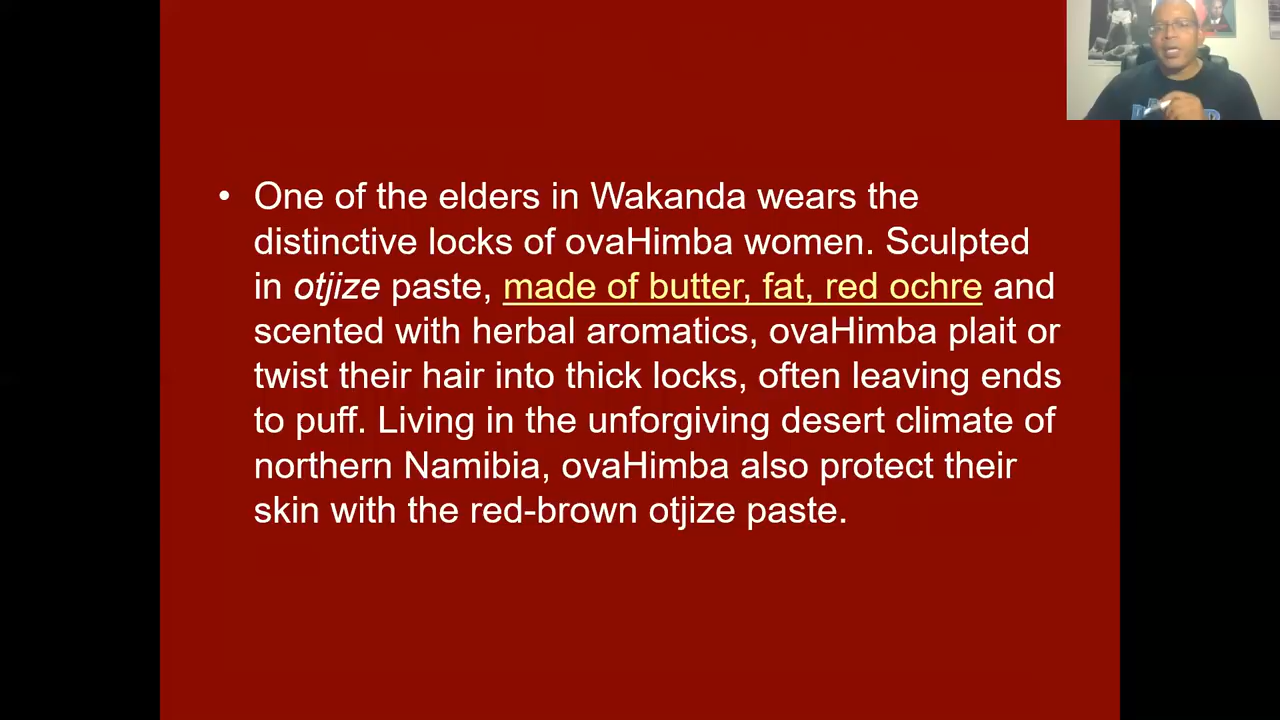 • One of the elders in Wakanda wears the
distinctive locks of ovaHimba women. Sculpted
in otjize paste, made of butter, fat, red ochre and
scented with herbal aromatics, ovaHimba plait or
twist their hair into thick locks, often leaving ends
to puff. Living in the unforgiving desert climate of
northern Namibia, ovaHimba also protect their
skin with the red-brown otjize paste.